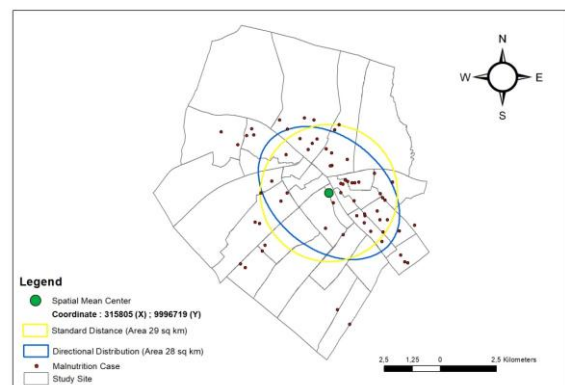 N
W E
S
Legend
Spatial Mean Center
Coordinate : 315805 (X) ; 9996719 (Y)
Standard Distance (Area 29 sq km)
Directional Distribution (Area 28 sq km)
Malnutrition Case
Study Site
2,5 1,25 0 2,5 Kilometers